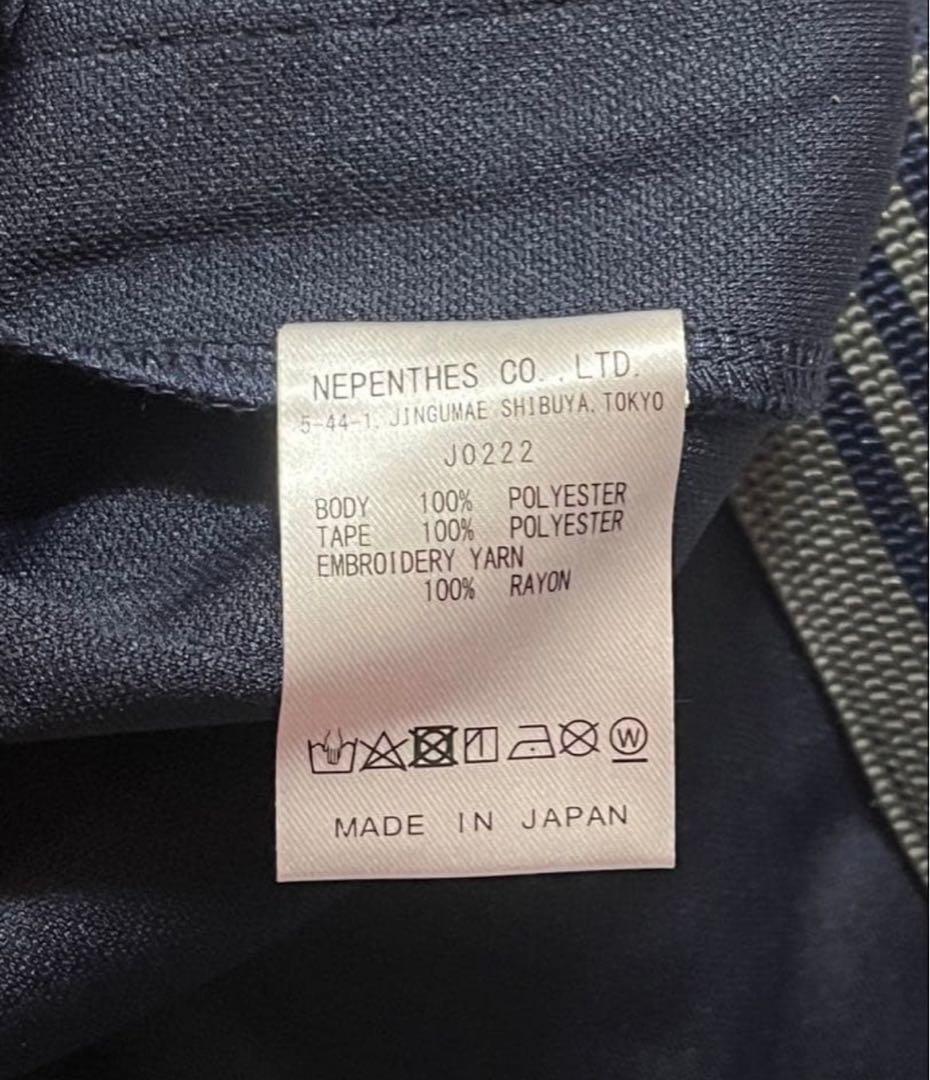 NEPENTHES CO.,LTD.
5-44-1, JINGUMAE SHIBUYA, TOKYO
J0222
BODY 100% POLYESTER
TAPE 100% POLYESTER
EMBROIDERY YARN
100% RAYON
W
MADE IN JAPAN